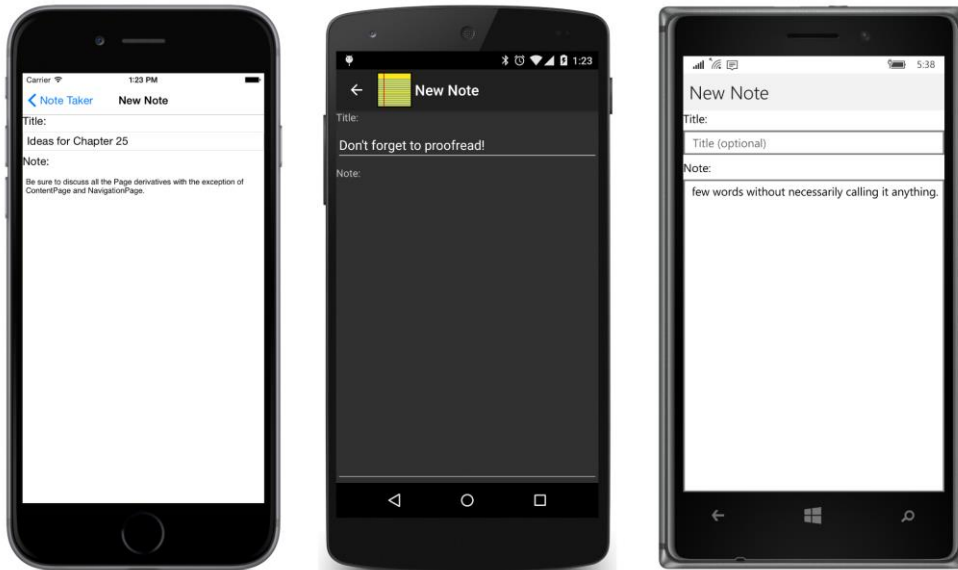 Carrier 1:23 PM
Note Taker New Note
Title:
Ideas for Chapter 25
Note:
Be sure to discuss all the Page derivatives with the exception of
ContentPage and NavigationPage.
1:23
New Note
Title:
Don't forget to proofread!
Note:
5:38
New Note
Title:
Title (optional)
Note:
few words without necessarily calling it anything.